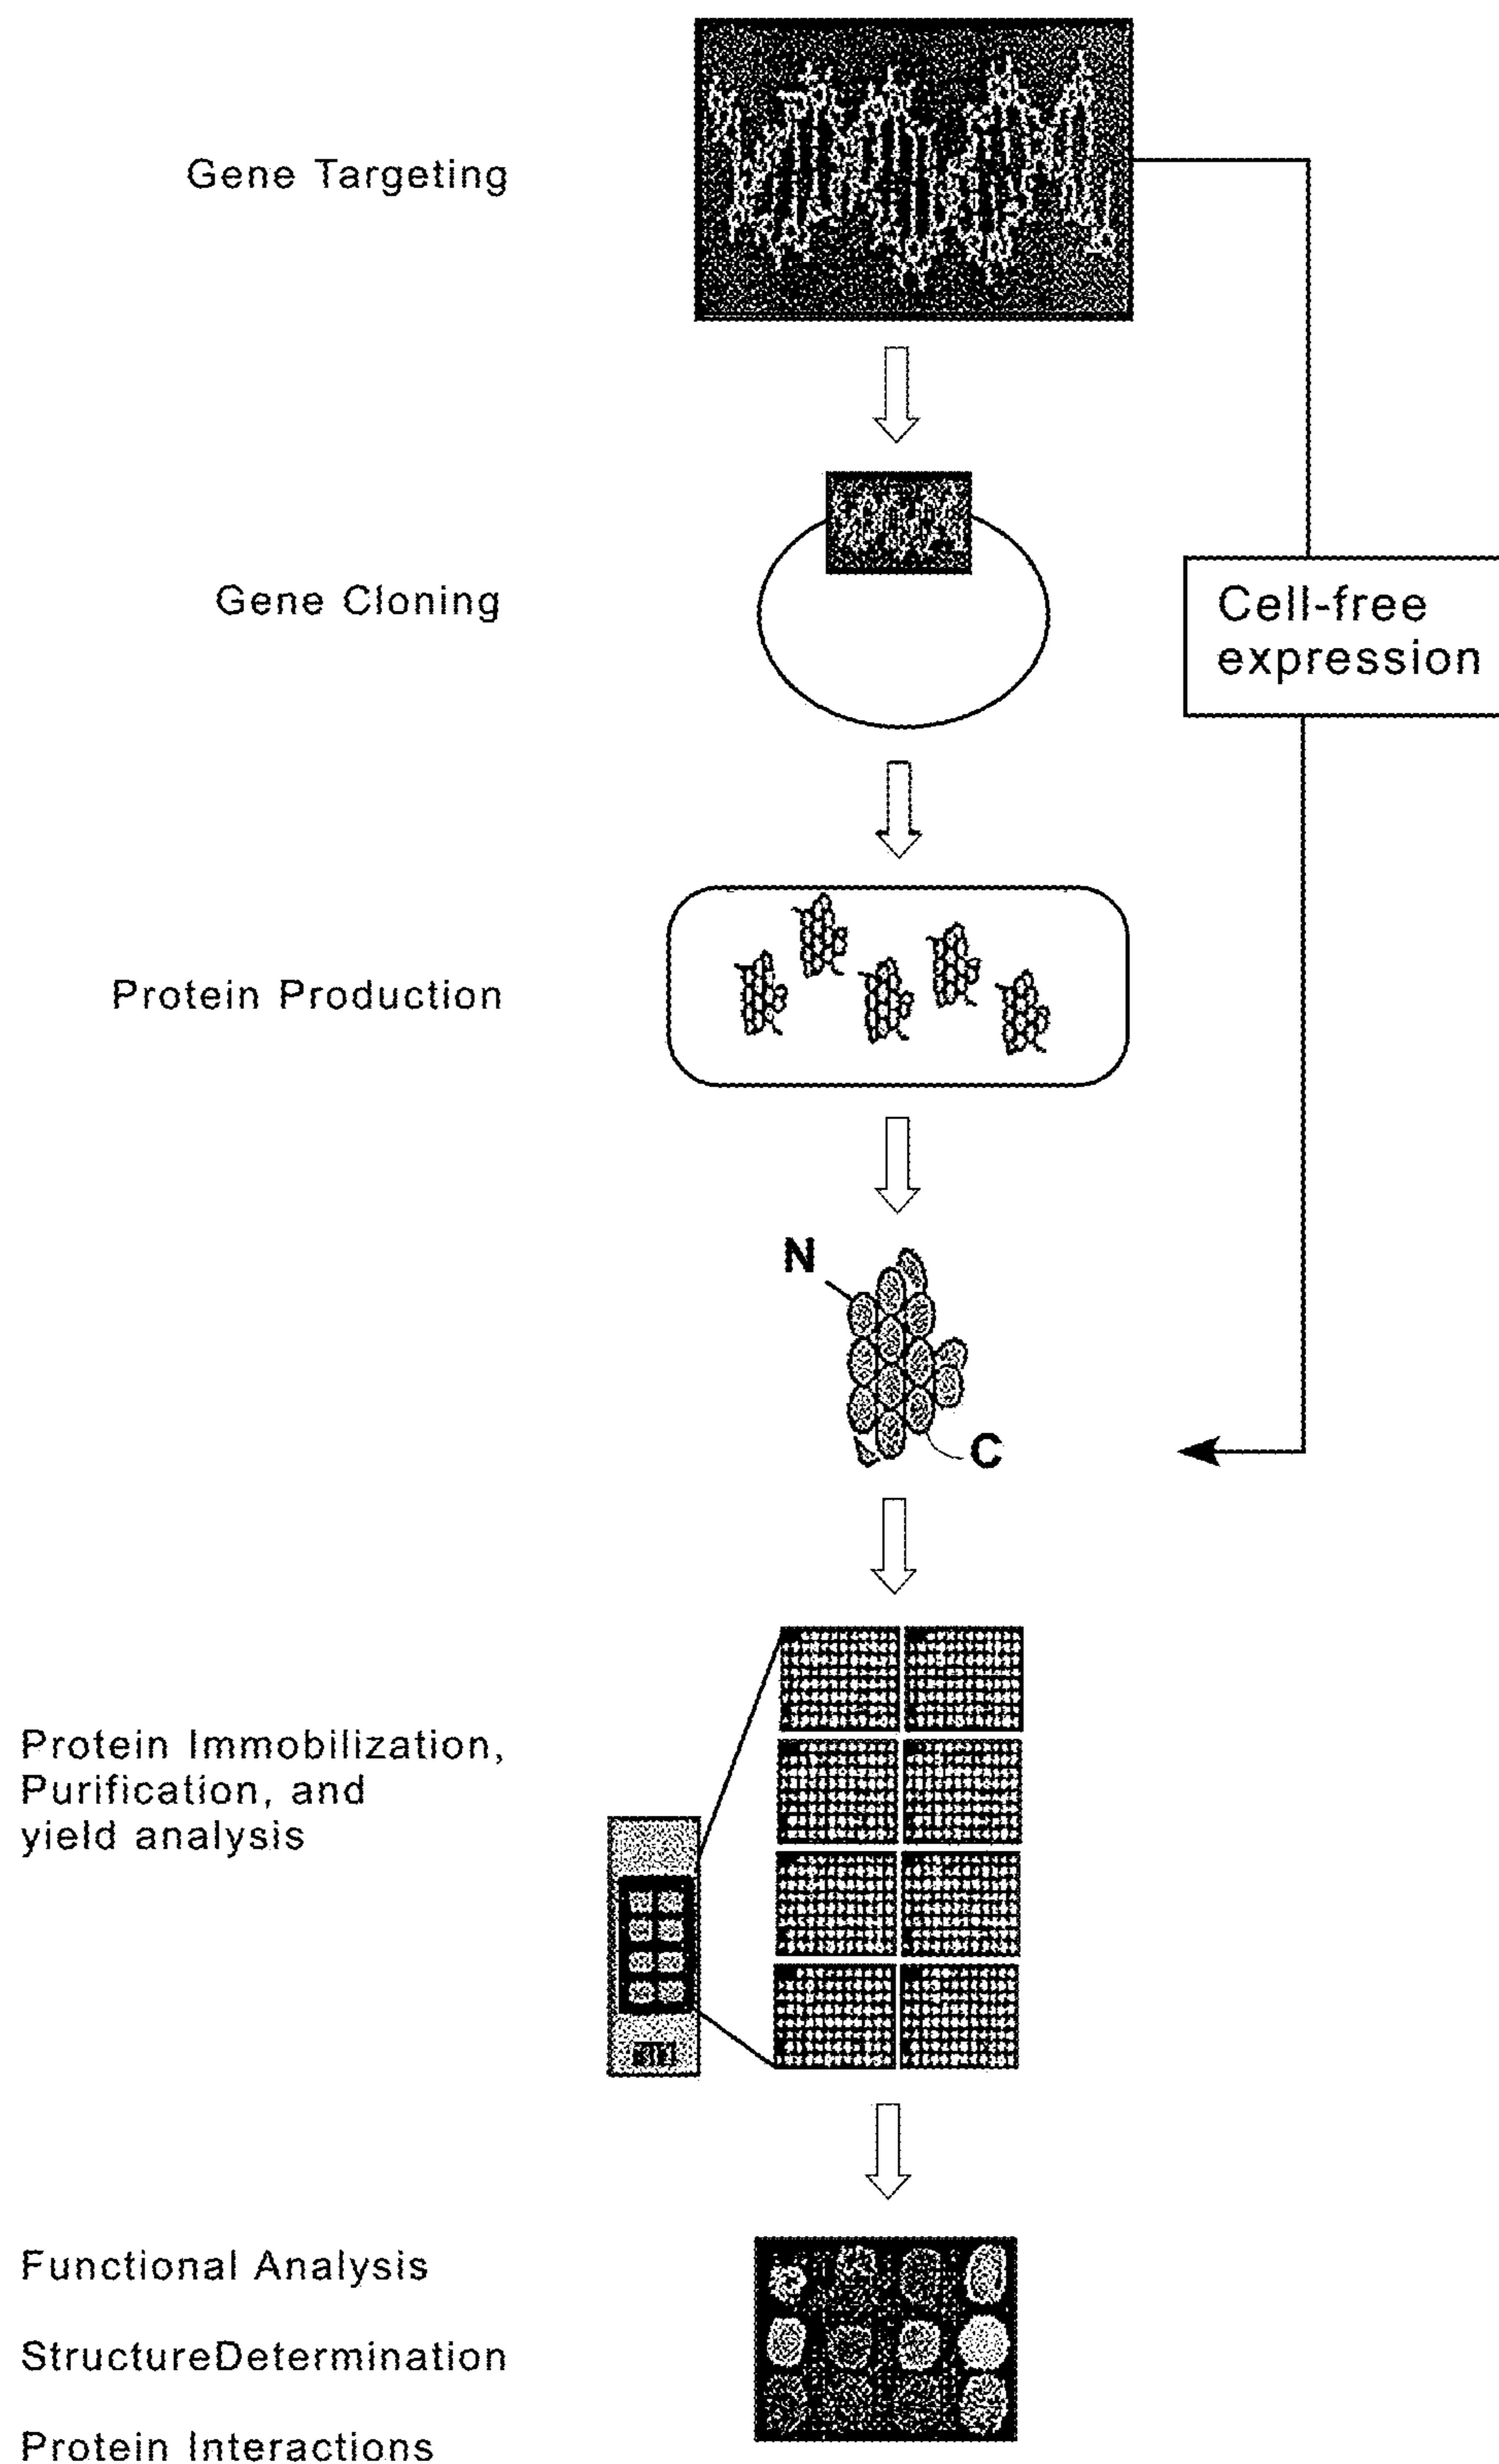 Gene Targeting
Gene Cloning
Cell-free
expression
Protein Production
N
C
Protein Immobilization,
Purification, and
yield analysis
Functional Analysis
StructureDetermination
Protein Interactions